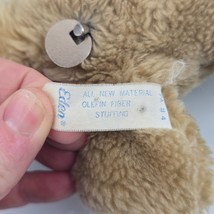 Eden
ALL NEW MATERIAL
OLEFIN FIBER
STUFFING